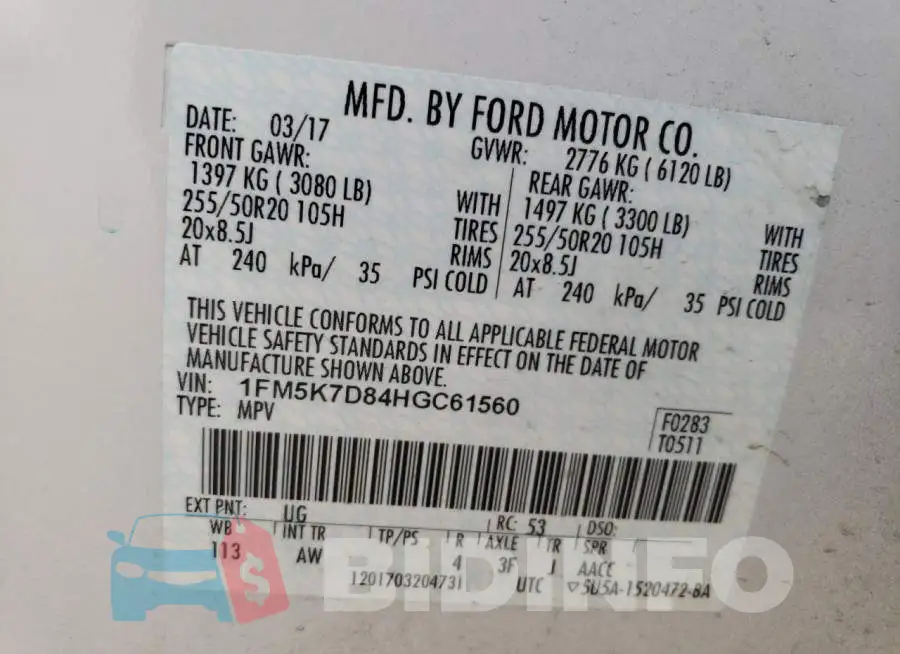 MFD. BY FORD MOTOR CO.
DATE: 03/17 GVWR: 2776 KG ( 6120 LB)
FRONT GAWR: REAR GAWR:
1397 KG ( 3080 LB) WITH 1497 KG ( 3300 LB) WITH
255/50R20 105H TIRES 255/50R20 105H TIRES
20x8.5J RIMS 20x8.5J RIMS
AT 240 kPa/ 35 PSI COLD AT 240 kPa/ 35 PSI COLD
THIS VEHICLE CONFORMS TO ALL APPLICABLE FEDERAL MOTOR
VEHICLE SAFETY STANDARDS IN EFFECT ON THE DATE OF
MANUFACTURE SHOWN ABOVE.
VIN: 1FM5K7D84HGC61560
TYPE: MPV
F0283
T0511
EXT PNT: UG RC: 53 DSO:
WB INT TR TP/PS R AXLE TR SPR
113 AW 4 3F J AACC
1201703204731 UTC ▽5U5A-1520472-BA
$ BIDINFO